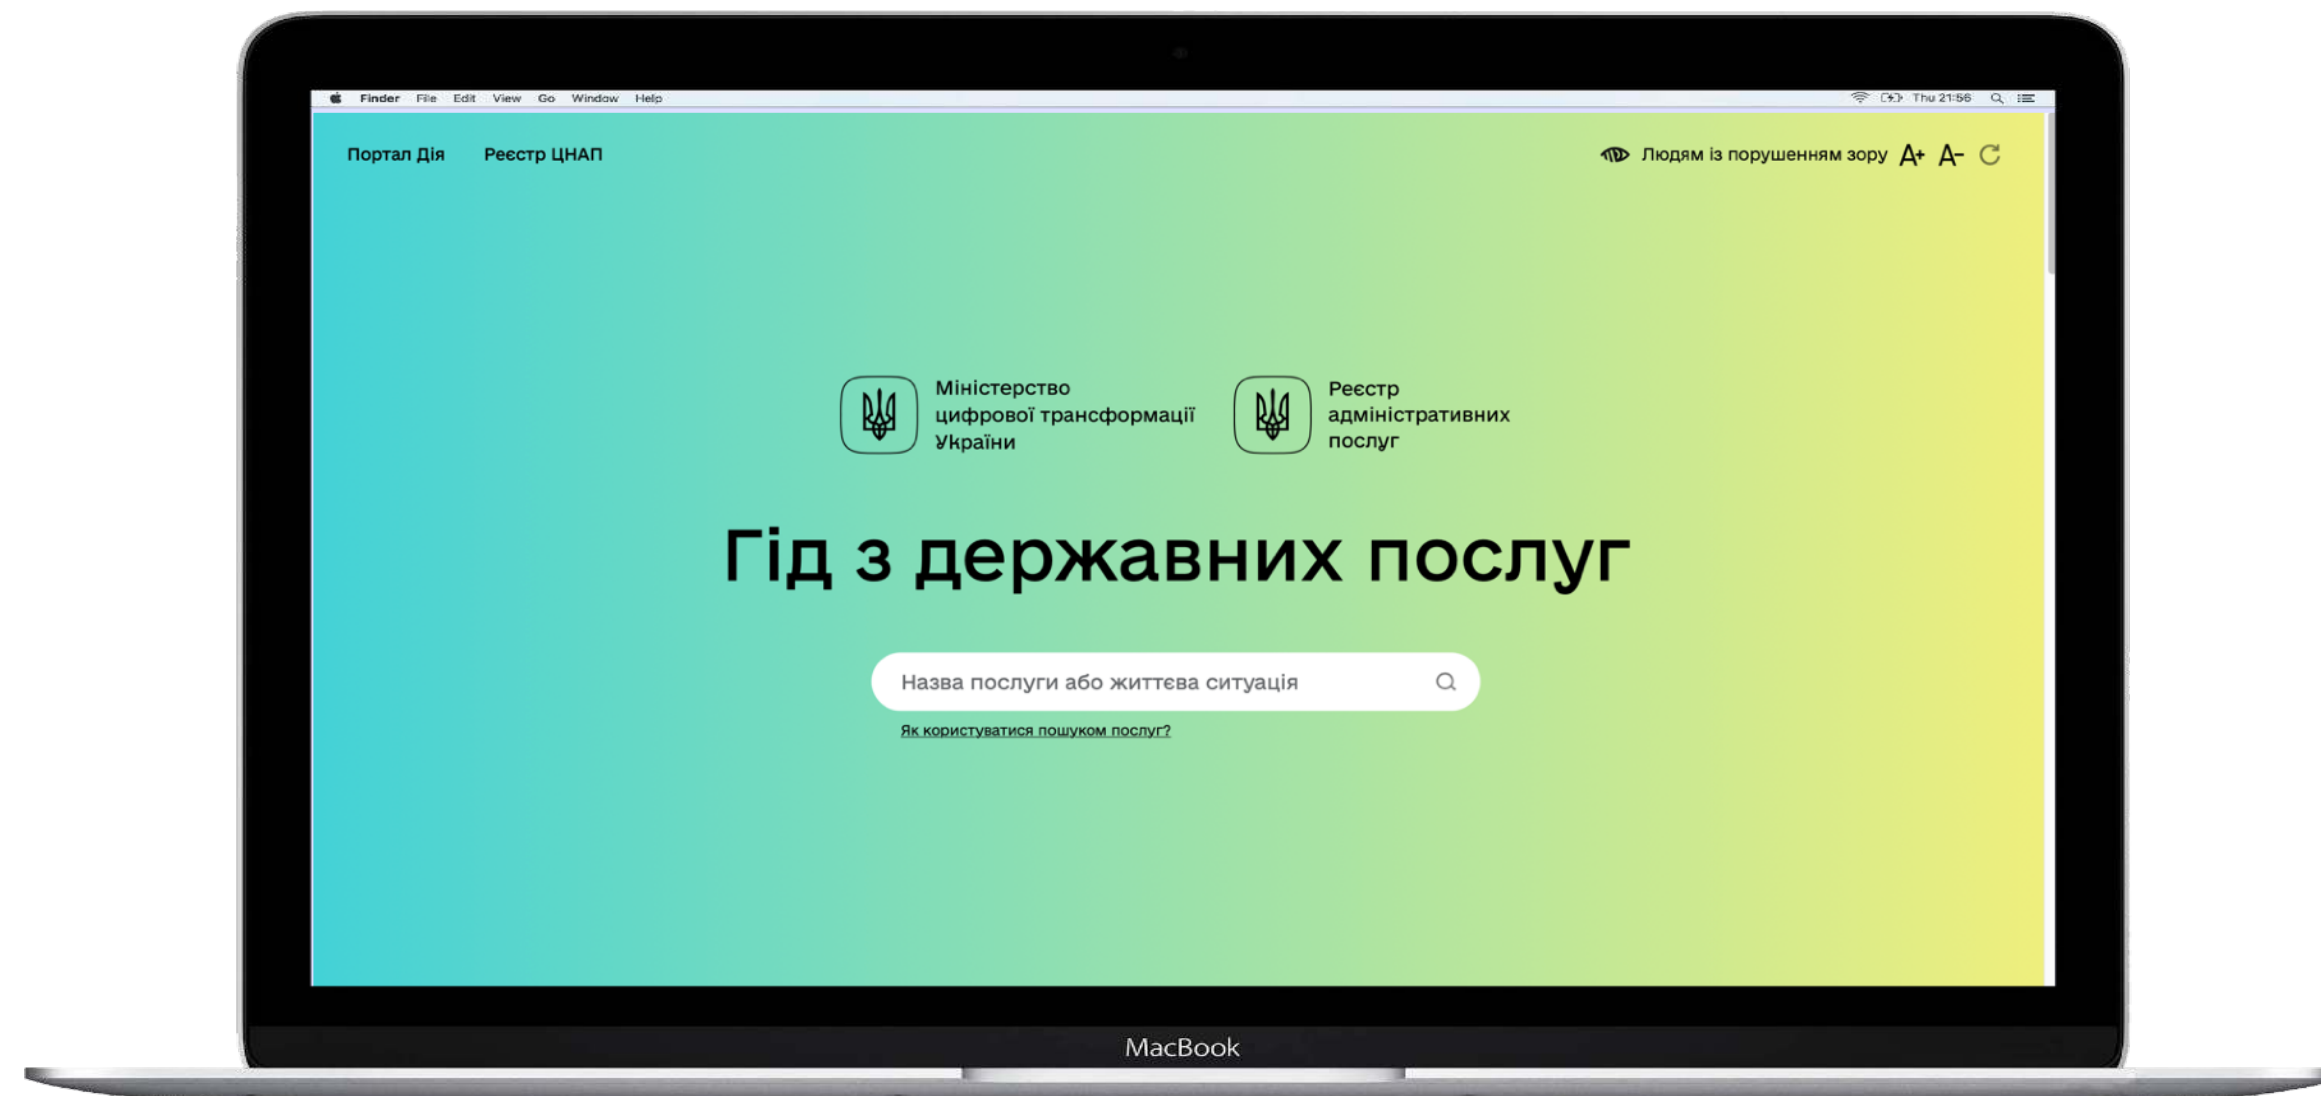 Finder File Edit View Go Window Help Thu 21:56
Портал Дія Реєстр ЦНАП Людям із порушенням зору A+ A-
Міністерство
цифрової трансформації
України
Реєстр
адміністративних
послуг
Гід з державних послуг
Назва послуги або життєва ситуація
Як користуватися пошуком послуг?
MacBook